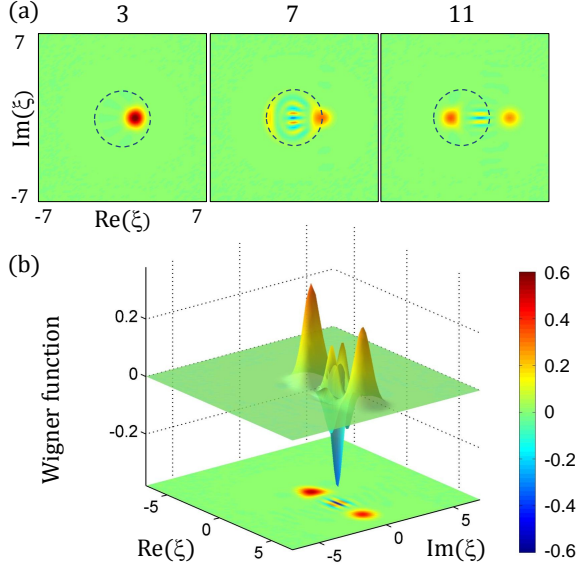 (a)
3 7 11
7
Im(ξ)
-7
-7 Re(ξ) 7
(b)
Wigner function
0.2
0
-0.2
-5
0
5
Re(ξ)
-5
0
5
Im(ξ)
0.6
0.4
0.2
0
-0.2
-0.4
-0.6